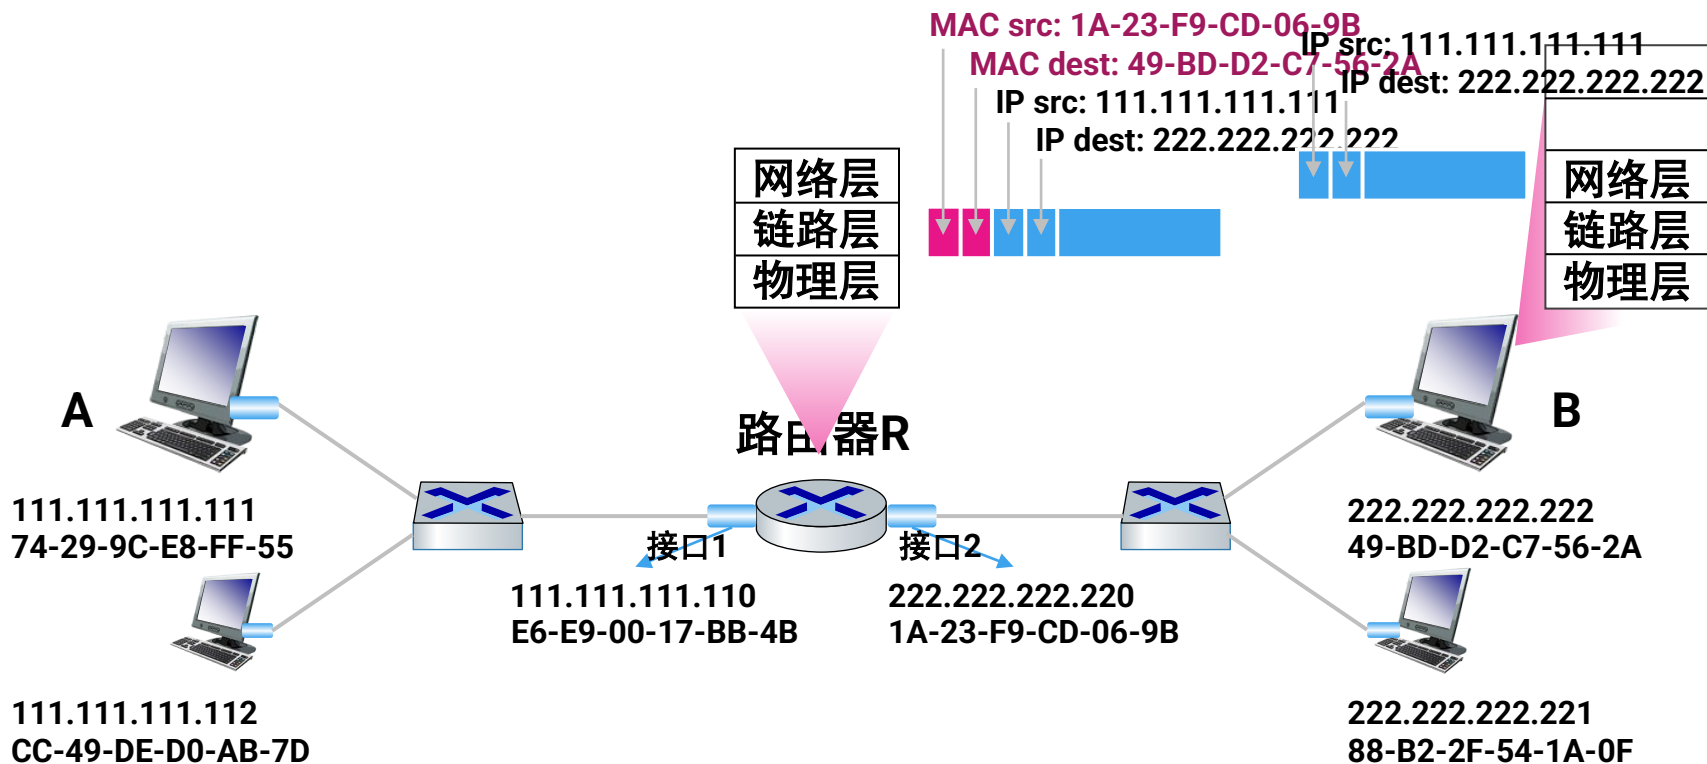 MAC src: 1A-23-F9-CD-06-9B
MAC dest: 49-BD-D2-C7-56-2A
IP src: 111.111.111.111
IP dest: 222.222.222.222
IP src: 111.111.111.111
IP dest: 222.222.222.222
网络层
链路层
物理层
网络层
链路层
物理层
A
路由器R
B
111.111.111.111
74-29-9C-E8-FF-55
接口1
接口2
222.222.222.222
49-BD-D2-C7-56-2A
111.111.111.110
E6-E9-00-17-BB-4B
222.222.222.220
1A-23-F9-CD-06-9B
111.111.111.112
CC-49-DE-D0-AB-7D
222.222.222.221
88-B2-2F-54-1A-0F